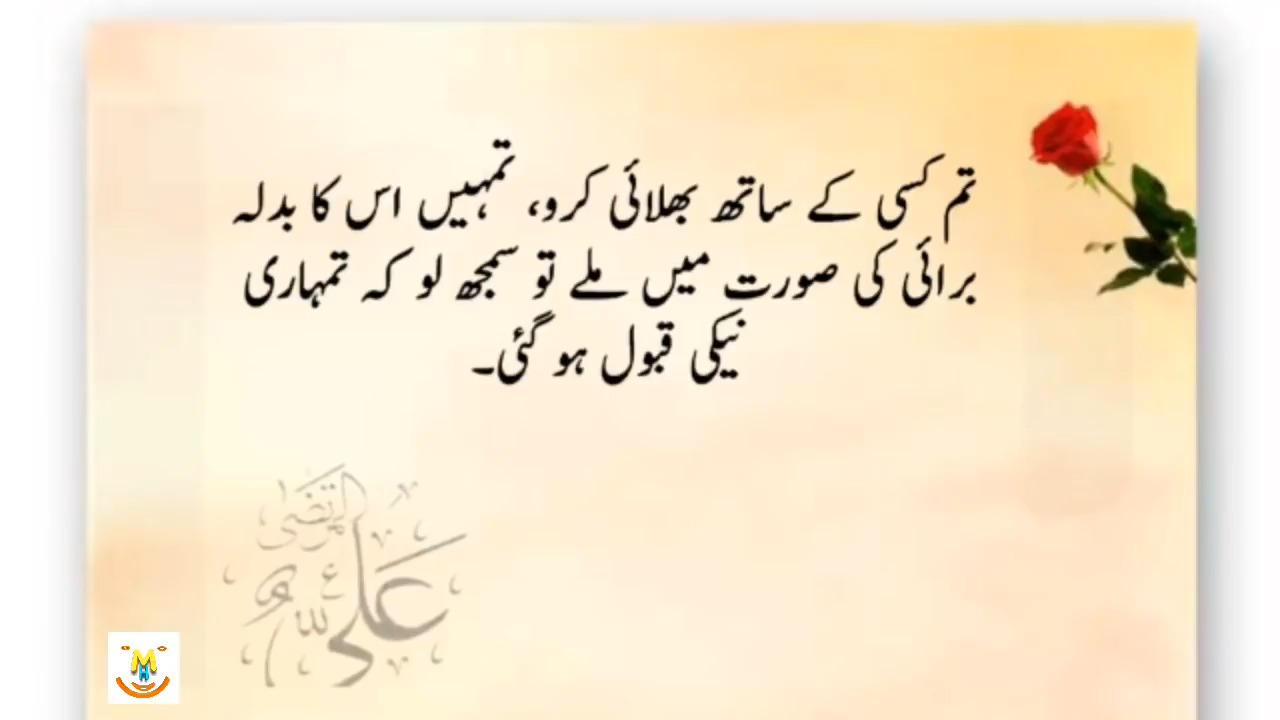 تم کسی کے ساتھ بھلائی کرو، تمہیں اس کا بدلہ
برائی کی صورت میں ملے تو سمجھ لو کہ تمہاری
نیکی قبول ہو گئی۔
المرتضیٰ
علی
M
H